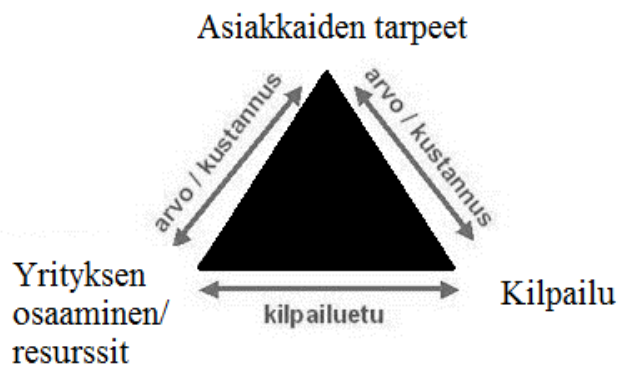 Asiakkaiden tarpeet
arvo / kustannus
arvo / kustannus
Yrityksen
osaaminen/
resurssit
kilpailuetu
Kilpailu